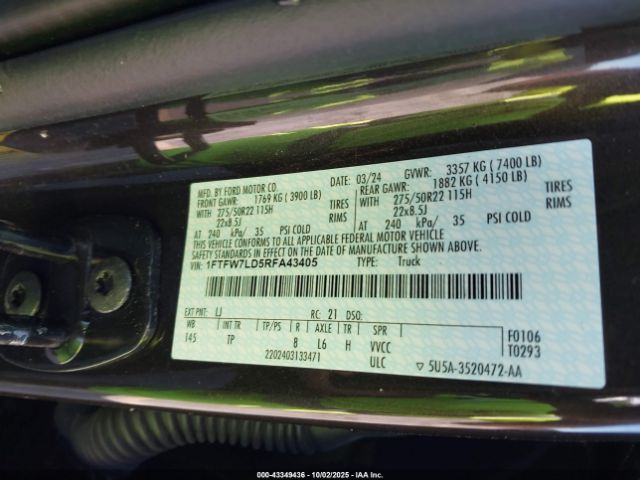 MFD. BY FORD MOTOR CO.
DATE: 03/24 GVWR: 3357 KG ( 7400 LB)
FRONT GAWR: 1769 KG ( 3900 LB) REAR GAWR: 1882 KG ( 4150 LB)
WITH 275/50R22 115H TIRES WITH 275/50R22 115H TIRES
22x8.5J RIMS 22x8.5J RIMS
AT 240 kPa/ 35 PSI COLD AT 240 kPa/ 35 PSI COLD
THIS VEHICLE CONFORMS TO ALL APPLICABLE FEDERAL MOTOR VEHICLE
SAFETY STANDARDS IN EFFECT ON THE DATE OF MANUFACTURE SHOWN ABOVE.
VIN: 1FTFW7LD5RFA43405 TYPE: Truck
EXT PNT: LJ RC: 21 DSO:
WB INT TR TP/PS R AXLE TR SPR F0106
145 TP 8 L6 H VVCC T0293
2202403133471 ULC ▽ 5U5A-3520472-AA
000-43349436 - 10/02/2025 - IAA Inc.